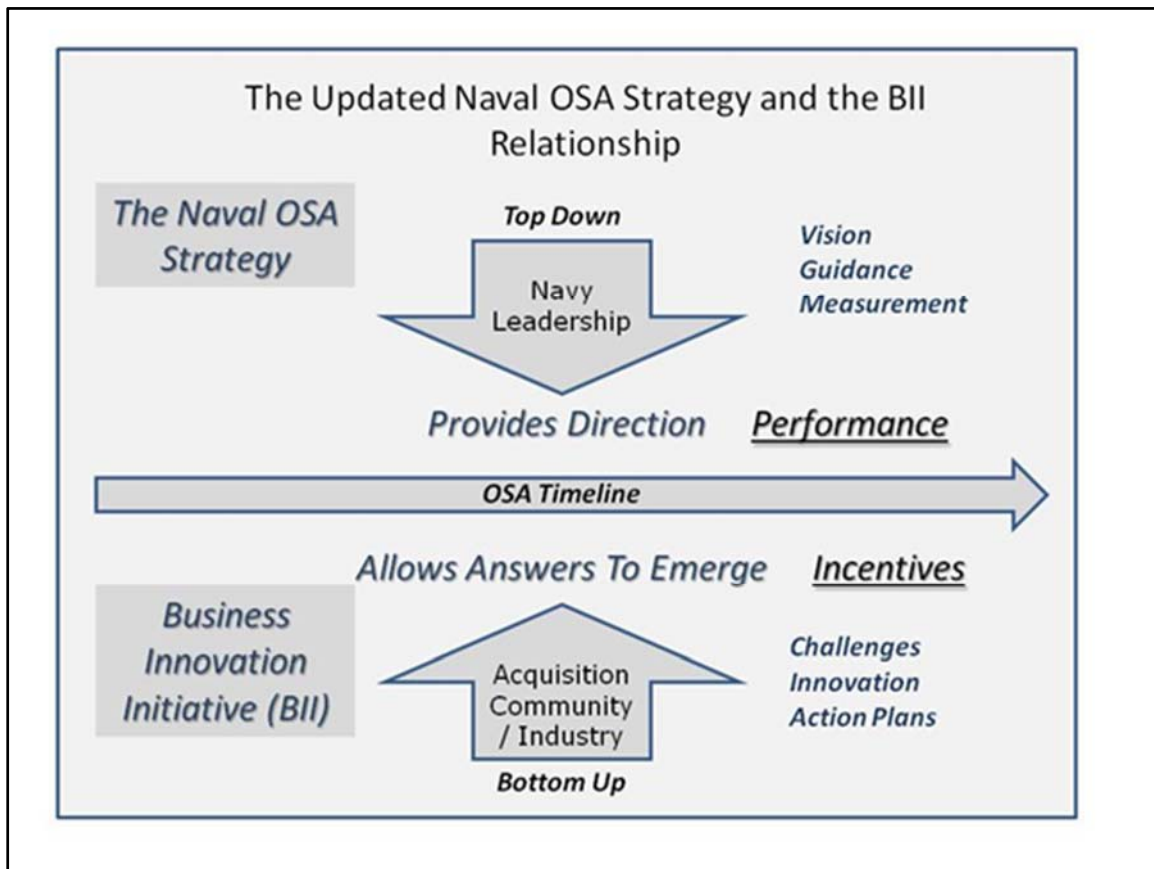 The Updated Naval OSA Strategy and the BII
Relationship
The Naval OSA
Strategy
Top Down
Navy
Leadership
Vision
Guidance
Measurement
Provides Direction Performance
OSA Timeline
Allows Answers To Emerge Incentives
Business
Innovation
Initiative (BII)
Acquisition
Community
/ Industry
Bottom Up
Challenges
Innovation
Action Plans